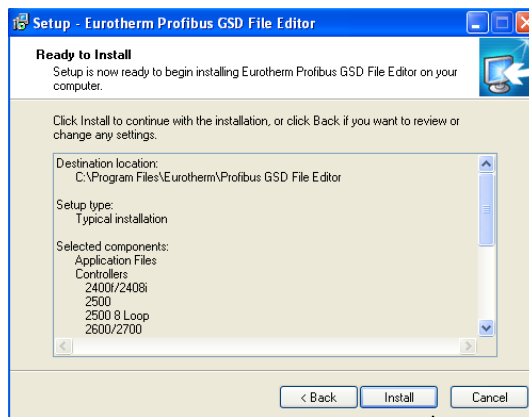 Setup - Eurotherm Profibus GSD File Editor
Ready to Install
Setup is now ready to begin installing Eurotherm Profibus GSD File Editor on your
computer.
Click Install to continue with the installation, or click Back if you want to review or
change any settings.
Destination location:
C:\Program Files\Eurotherm\Profibus GSD File Editor
Setup type:
Typical installation
Selected components:
Application Files
Controllers
2400f/2408i
2500
2500 8 Loop
2600/2700
< Back
Install
Cancel